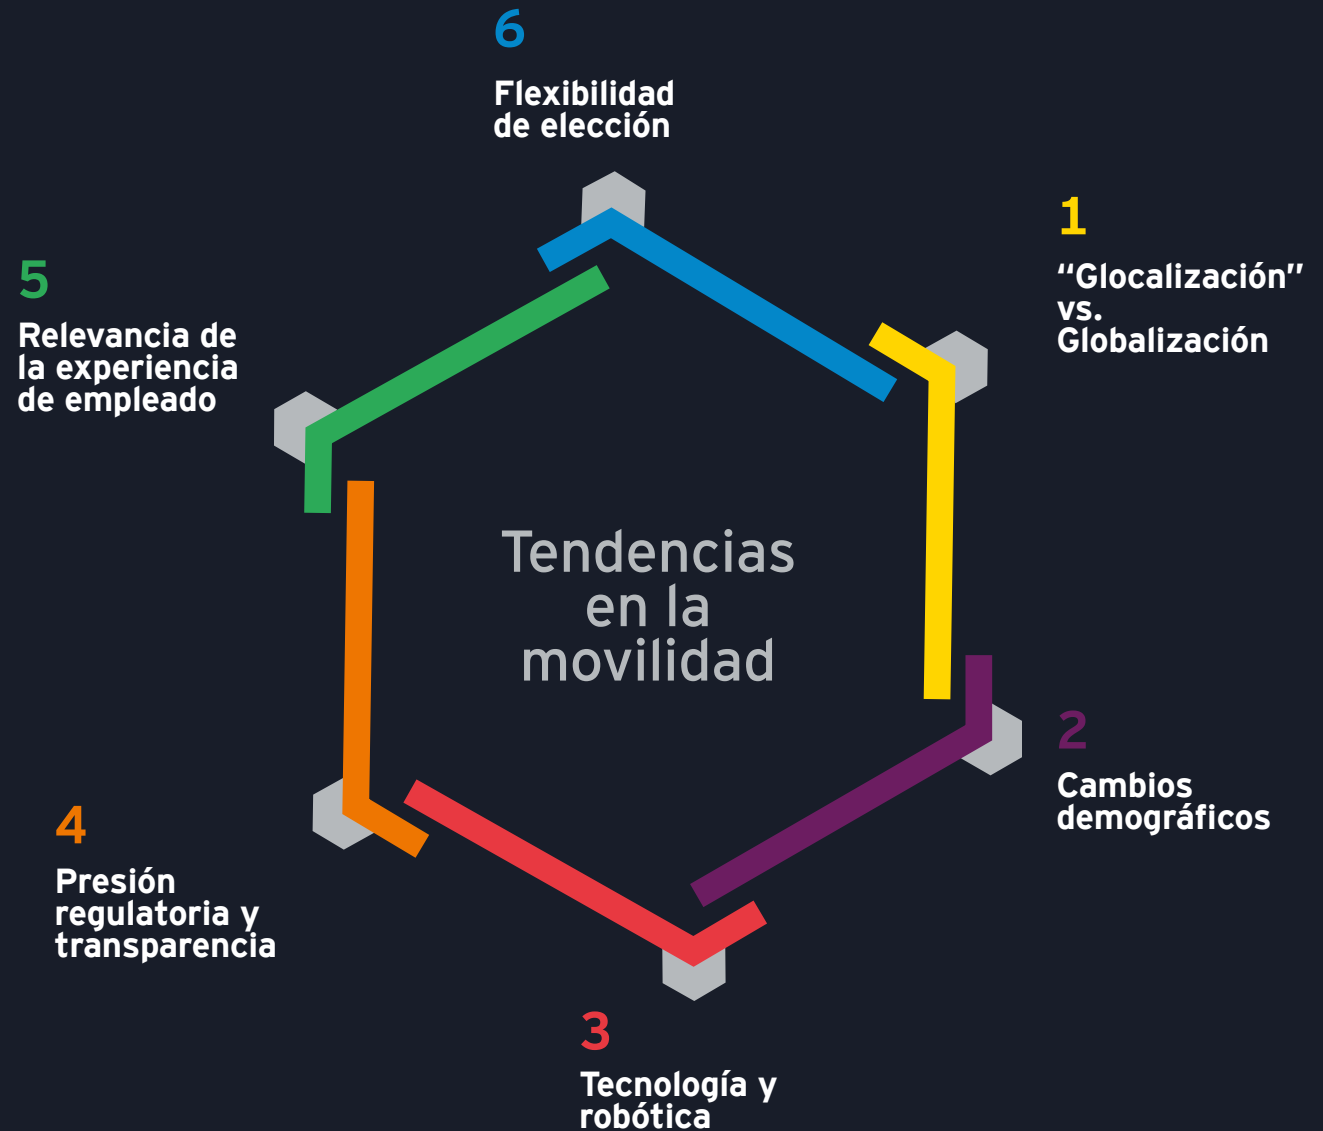 6
Flexibilidad
de elección
1
“Glocalización”
vs.
Globalización
5
Relevancia de
la experiencia
de empleado
Tendencias
en la
movilidad
2
Cambios
demográficos
4
Presión
regulatoria y
transparencia
3
Tecnología y
robótica